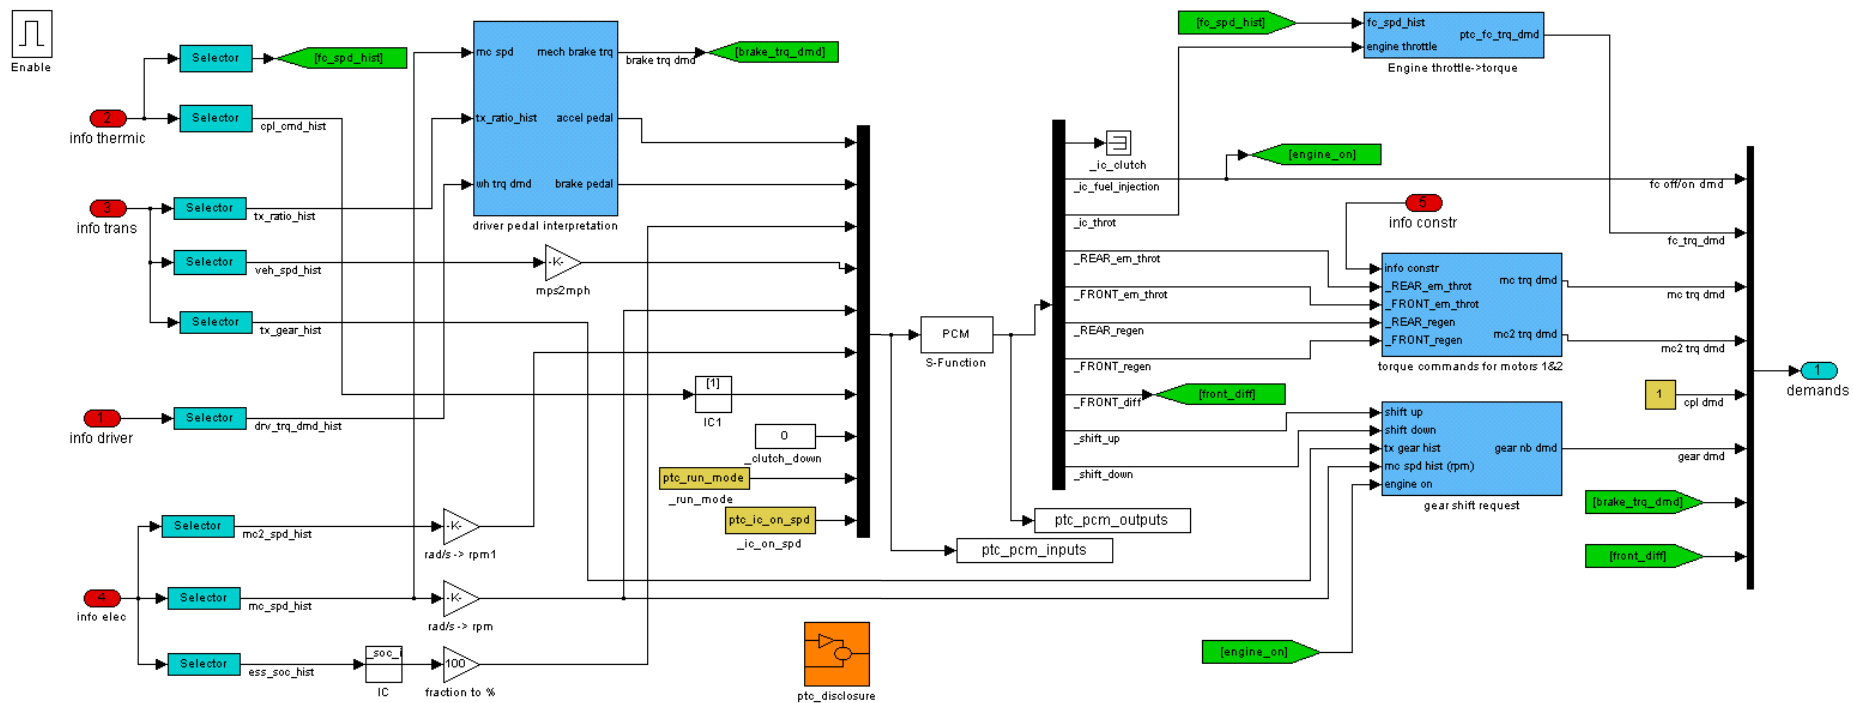 Enable
Selector
[fc_spd_hist]
2
info thermic
Selector
cpl_cmd_hist
3
info trans
Selector
tx_ratio_hist
Selector
veh_spd_hist
Selector
tx_gear_hist
1
info driver
Selector
drv_trq_dmd_hist
Selector
mc2_spd_hist
4
info elec
Selector
mc_spd_hist
Selector
ess_soc_hist
mc spd
mech brake trq
tx_ratio_hist
accel pedal
wh trq dmd
brake pedal
driver pedal interpretation
brake trq dmd
[brake_trq_dmd]
-K-
mps2mph
-K-
rad/s -> rpm1
-K-
rad/s -> rpm
_soc_i
IC
100
fraction to %
[1]
IC1
0
_clutch_down
ptc_run_mode
_run_mode
ptc_ic_on_spd
_ic_on_spd
ptc_disclosure
PCM
S-Function
ptc_pcm_outputs
ptc_pcm_inputs
_ic_clutch
_ic_fuel_injection
_ic_throt
_REAR_em_throt
_FRONT_em_throt
_REAR_regen
_FRONT_regen
_FRONT_diff
_shift_up
_shift_down
[front_diff]
[engine_on]
[fc_spd_hist]
fc_spd_hist
engine throttle
ptc_fc_trq_dmd
Engine throttle->torque
5
info constr
info constr
_REAR_em_throt
_FRONT_em_throt
_REAR_regen
_FRONT_regen
mc trq dmd
mc2 trq dmd
torque commands for motors 1&2
shift up
shift down
tx gear hist
mc spd hist (rpm)
engine on
gear nb dmd
gear shift request
[engine_on]
fc off/on dmd
fc_trq_dmd
mc trq dmd
mc2 trq dmd
1
cpl dmd
gear dmd
[brake_trq_dmd]
[front_diff]
1
demands